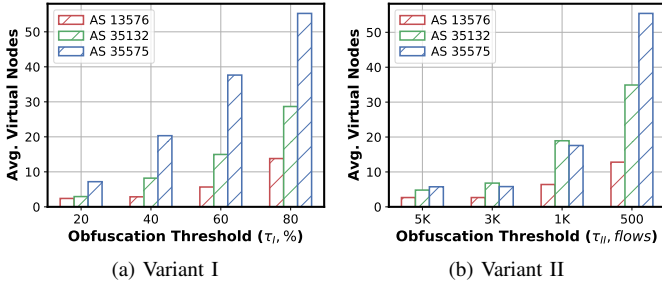 AS 13576
AS 35132
AS 35575
Avg. Virtual Nodes
0
10
20
30
40
50
20
40
60
80
Obfuscation Threshold (τ_I, %)
(a) Variant I
AS 13576
AS 35132
AS 35575
Avg. Virtual Nodes
0
10
20
30
40
50
5K
3K
1K
500
Obfuscation Threshold (τ_II, flows)
(b) Variant II